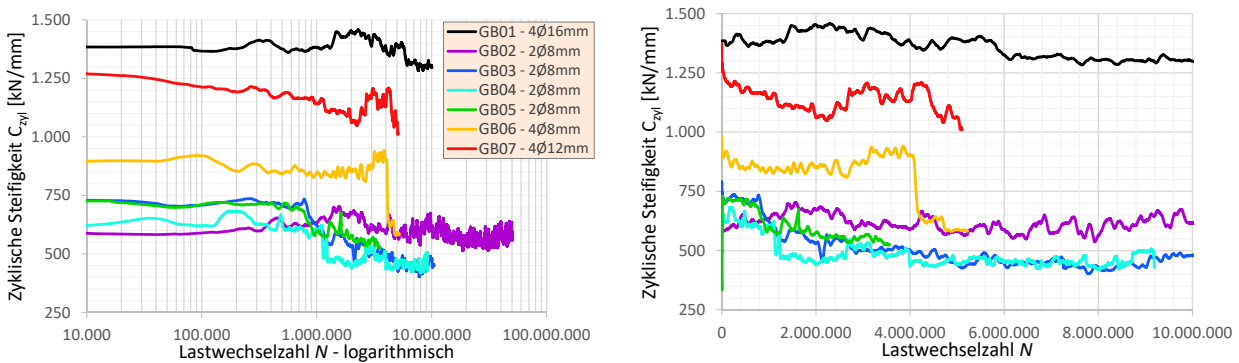 Zyklische Steifigkeit C_zyl [kN/mm]
1.500
1.250
1.000
750
500
250
GB01 - 4Ø16mm
GB02 - 2Ø8mm
GB03 - 2Ø8mm
GB04 - 2Ø8mm
GB05 - 2Ø8mm
GB06 - 4Ø8mm
GB07 - 4Ø12mm
10.000
100.000
1.000.000
10.000.000
100.000.000
Lastwechselzahl N - logarithmisch
Zyklische Steifigkeit C_zyl [kN/mm]
1.500
1.250
1.000
750
500
250
0
2.000.000
4.000.000
6.000.000
8.000.000
10.000.000
Lastwechselzahl N